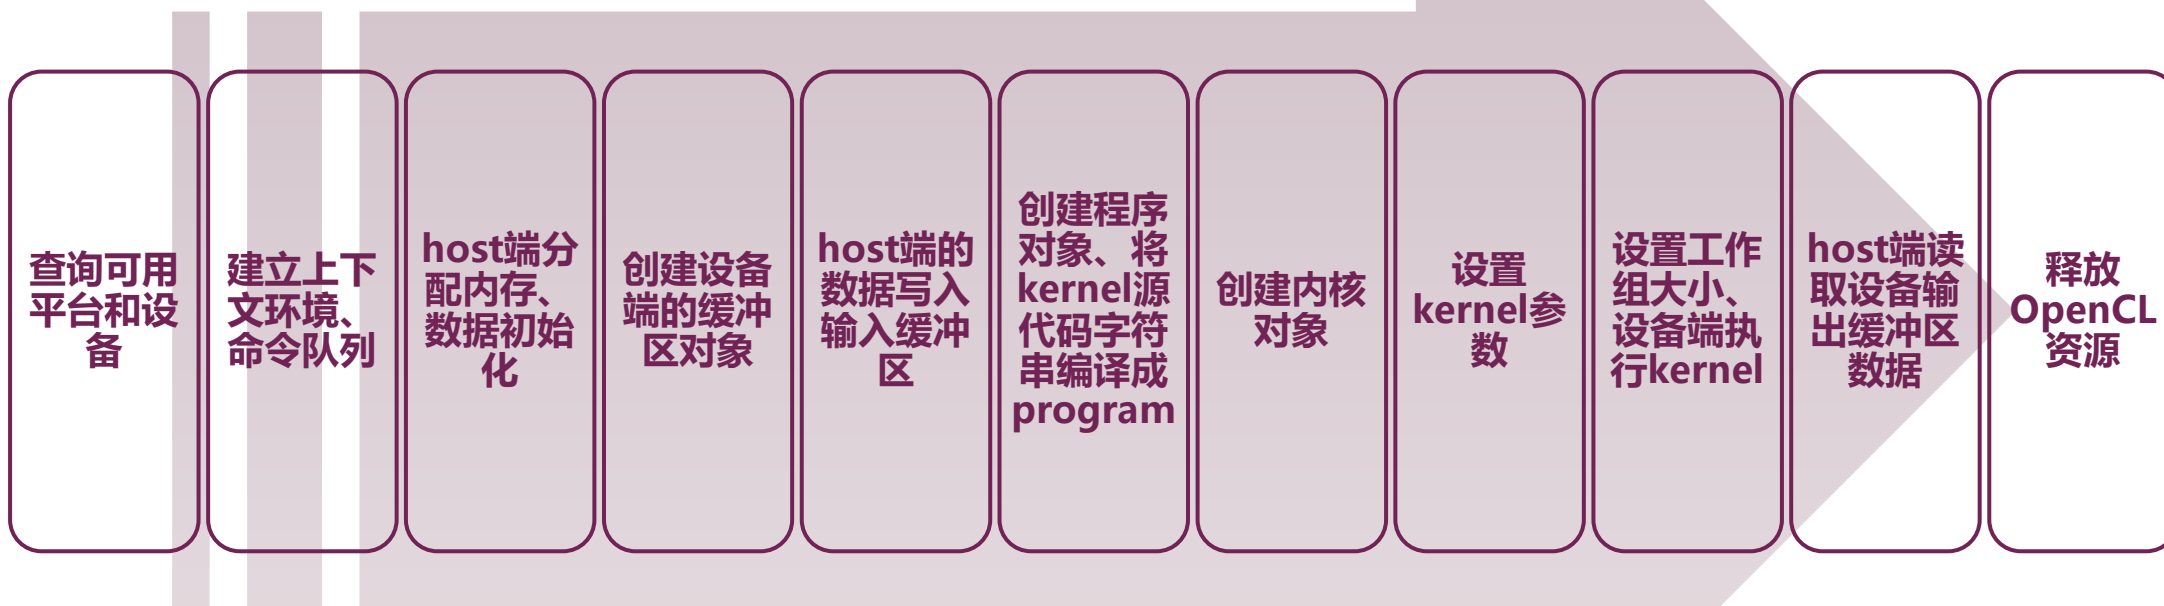 查询可用
平台和设
备
建立上下
文环境、
命令队列
host端分
配内存、
数据初始
化
创建设备
端的缓冲
区对象
host端的
数据写入
输入缓冲
区
创建程序
对象、将
kernel源
代码字符
串编译成
program
创建内核
对象
设置
kernel参
数
设置工作
组大小、
设备端执
行kernel
host端读
取设备输
出缓冲区
数据
释放
OpenCL
资源